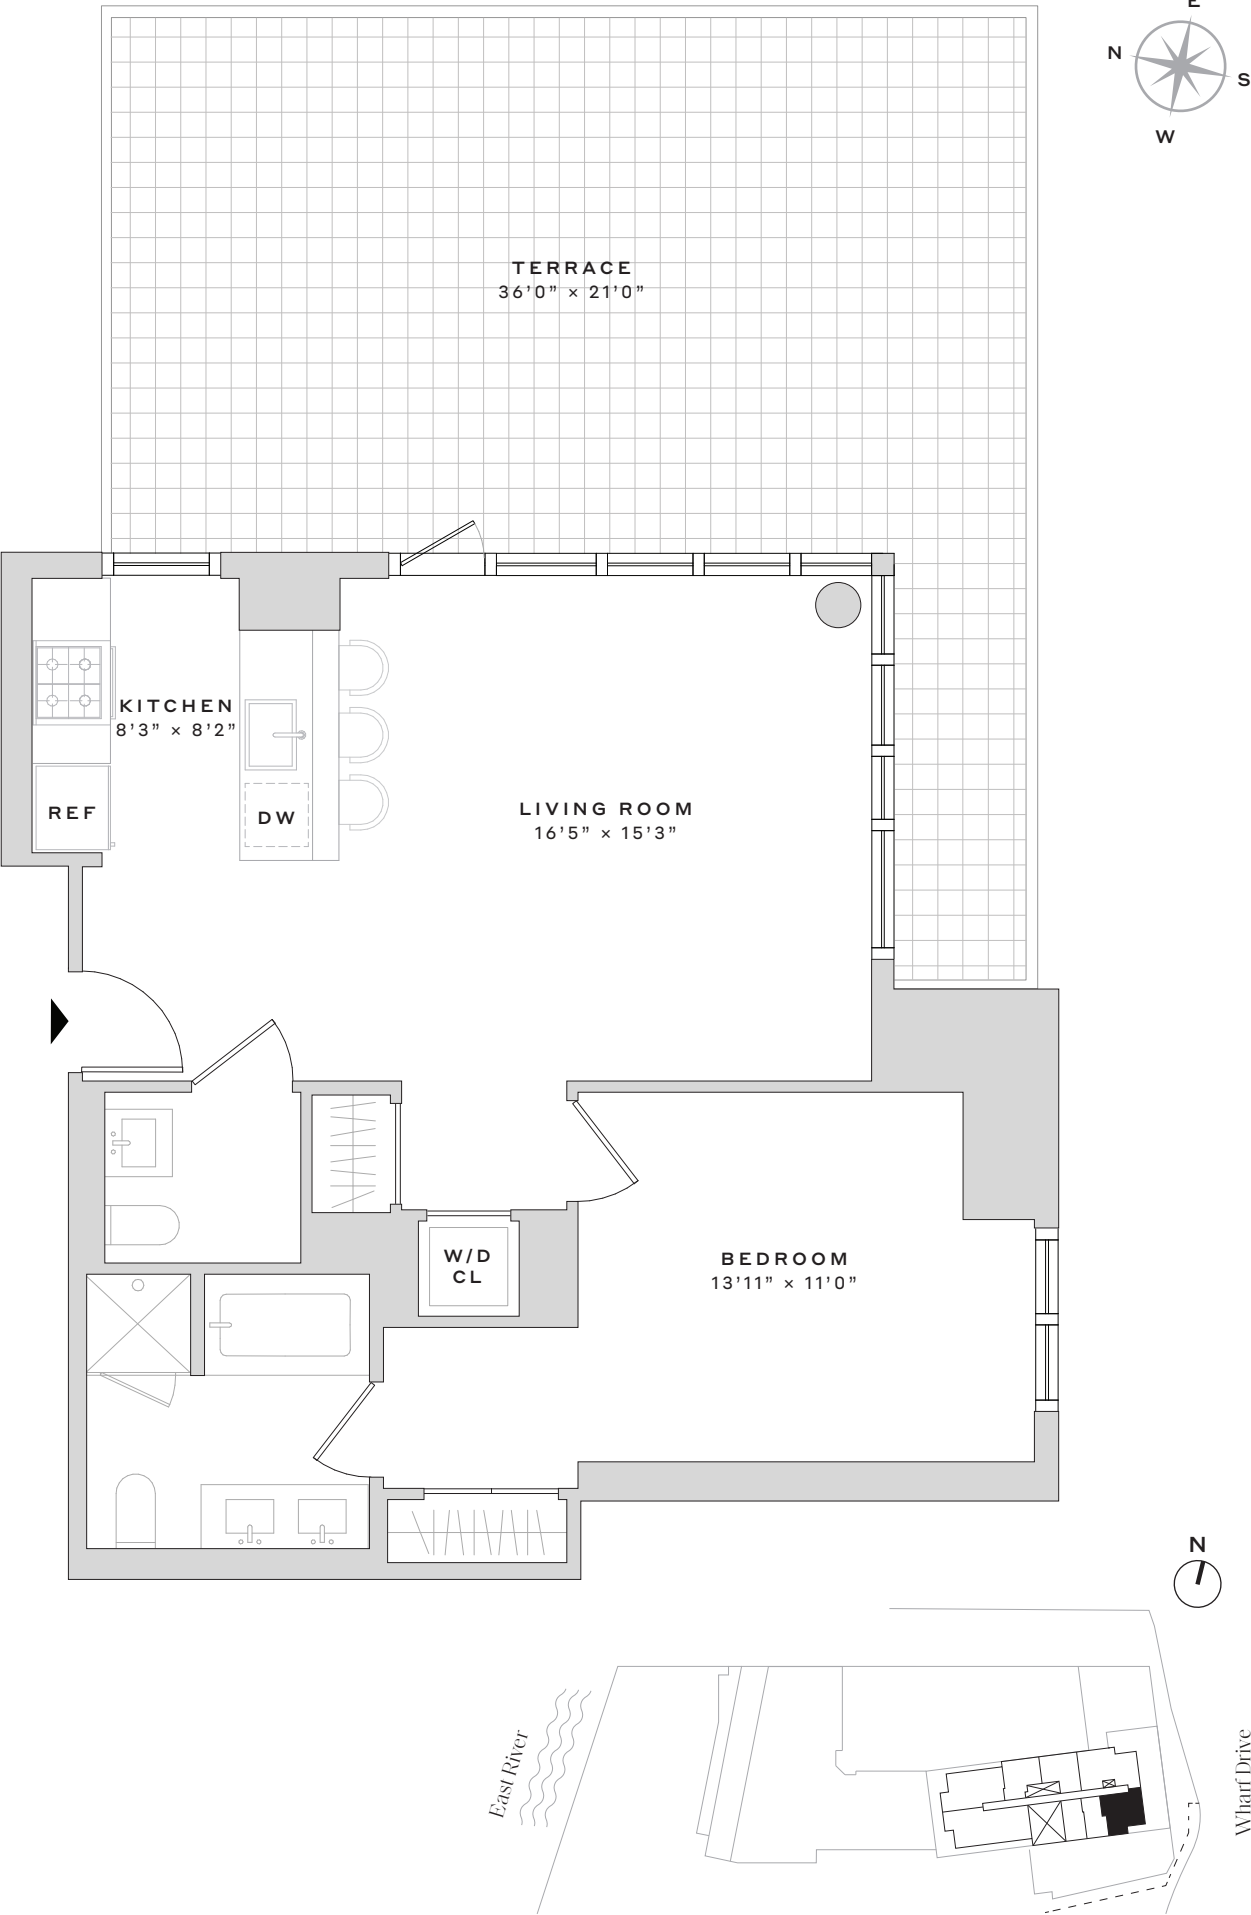 E
N
S
W
TERRACE
36’0” × 21’0”
KITCHEN
8’3” × 8’2”
REF
DW
LIVING ROOM
16’5” × 15’3”
W/D
CL
BEDROOM
13’11” × 11’0”
N
East River
Wharf Drive